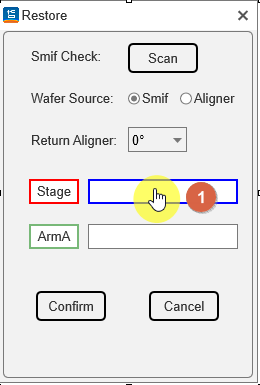 Restore
Smif Check: Scan
Wafer Source: Smif Aligner
Return Aligner: 0°
Stage 1
ArmA
Confirm Cancel